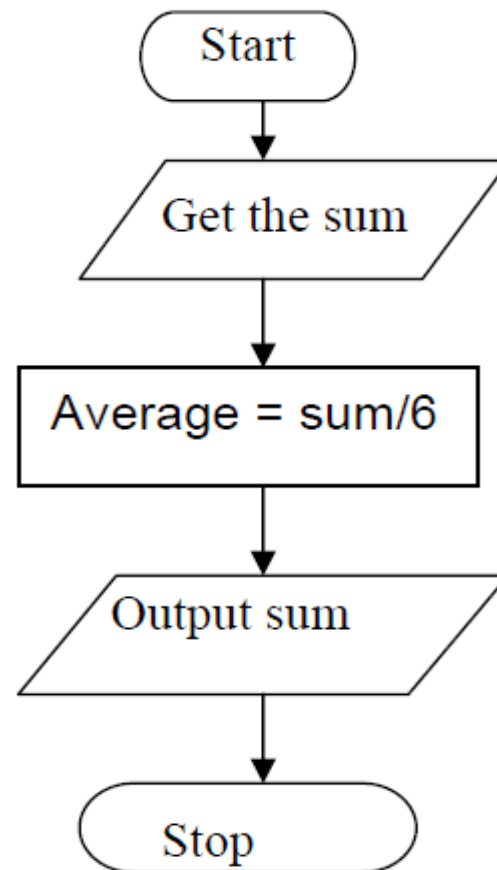 Start
Get the sum
Average = sum/6
Output sum
Stop